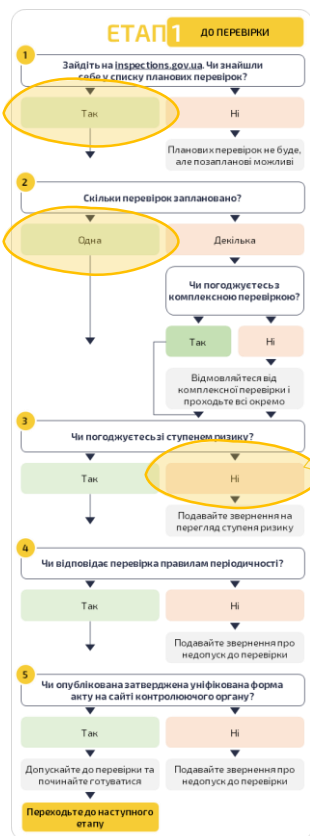 ЕТАП 1 ДО ПЕРЕВІРКИ
1
Зайдіть на inspections.gov.ua. Чи знайшли
себе у списку планових перевірок?
Так
Ні
Планових перевірок не буде,
але позапланові можливі
2
Скільки перевірок заплановано?
Одна
Декілька
Чи погоджуєтесь з
комплексною перевіркою?
Так
Ні
Відмовляйтеся від
комплексної перевірки і
проходьте всі окремо
3
Чи погоджуєтесь зі ступенем ризику?
Так
Ні
Подавайте звернення на
перегляд ступеня ризику
4
Чи відповідає перевірка правилам періодичності?
Так
Ні
Подавайте звернення про
недопуск до перевірки
5
Чи опублікована затверджена уніфікована форма
акту на сайті контролюючого органу?
Так
Ні
Допускайте до перевірки та
починайте готуватися
Подавайте звернення про
недопуск до перевірки
Переходьте до наступного
етапу